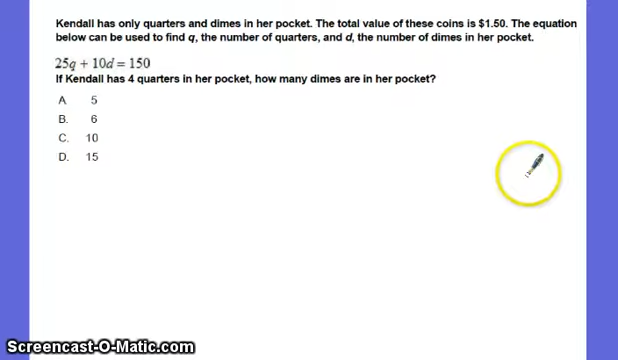 Kendall has only quarters and dimes in her pocket. The total value of these coins is $1.50. The equation
below can be used to find q, the number of quarters, and d, the number of dimes in her pocket.
25q + 10d = 150
If Kendall has 4 quarters in her pocket, how many dimes are in her pocket?
A 5
B. 6
C. 10
D. 15
Screencast-O-Matic.com